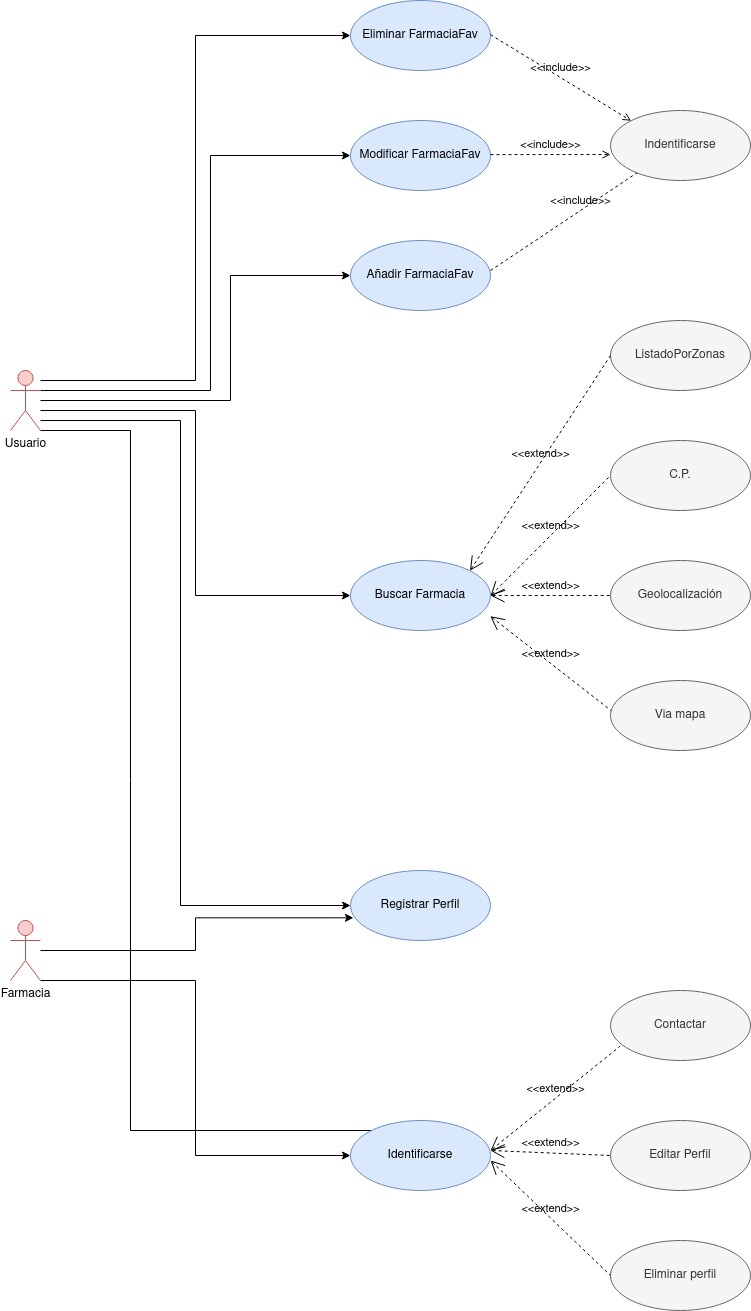 Eliminar FarmaciaFav
<<include>>
Indentificarse
Modificar FarmaciaFav
<<include>>
<<include>>
Añadir FarmaciaFav
ListadoPorZonas
Usuario
<<extend>>
C.P.
<<extend>>
Buscar Farmacia
<<extend>>
Geolocalización
<<extend>>
Via mapa
Registrar Perfil
Farmacia
Contactar
<<extend>>
Identificarse
<<extend>>
Editar Perfil
<<extend>>
Eliminar perfil